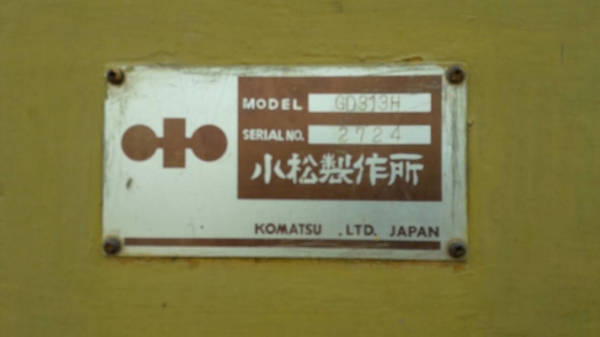 MODEL GD313H
SERIAL NO. 2724
小松製作所
KOMATSU .LTD. JAPAN